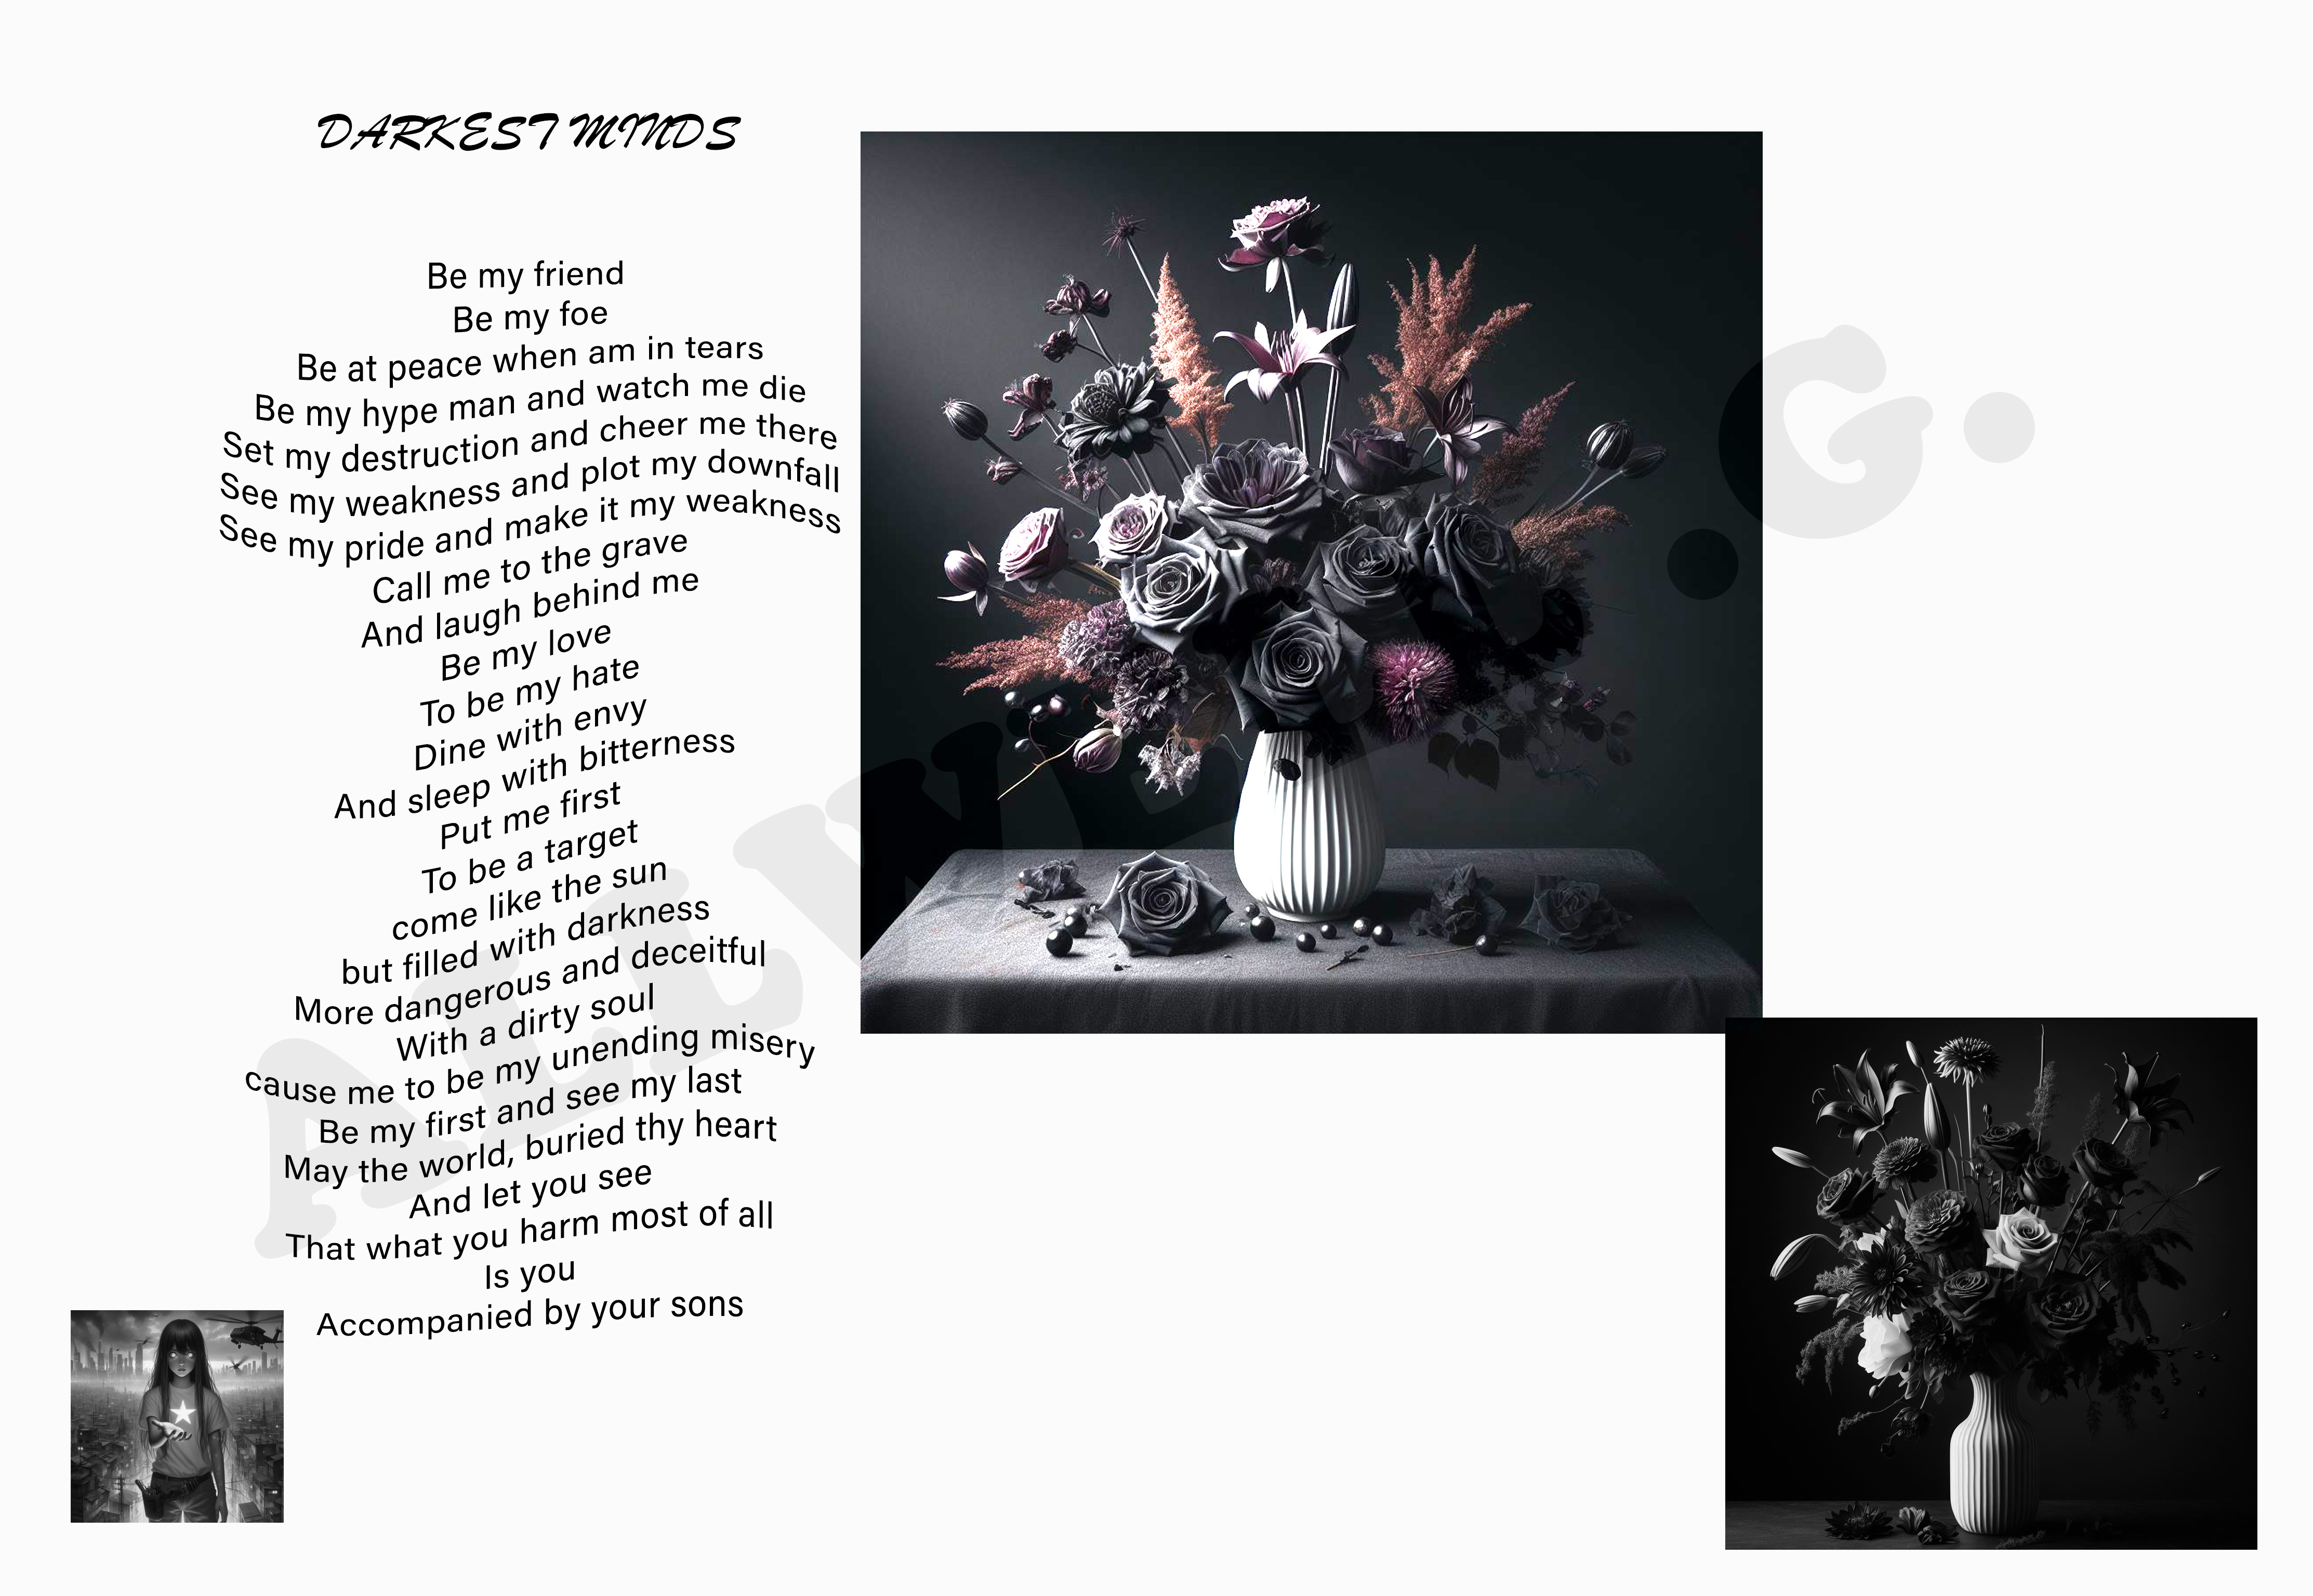 DARKEST MINDS
Be my friend
Be my foe
Be at peace when am in tears
Be my hype man and watch me die
Set my destruction and cheer me there
See my weakness and plot my downfall
See my pride and make it my weakness
Call me to the grave
And laugh behind me
Be my love
To be my hate
Dine with envy
And sleep with bitterness
Put me first
To be a target
come like the sun
but filled with darkness
More dangerous and deceitful
With a dirty soul
cause me to be my unending misery
Be my first and see my last
May the world, buried thy heart
And let you see
That what you harm most of all
Is you
Accompanied by your sons